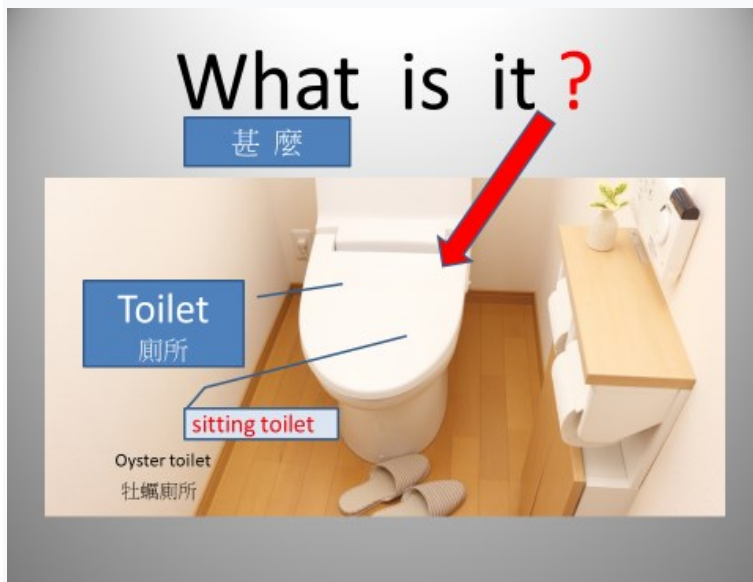 What is it ?
甚 麼
Toilet
廁所
sitting toilet
Oyster toilet
牡蠣廁所